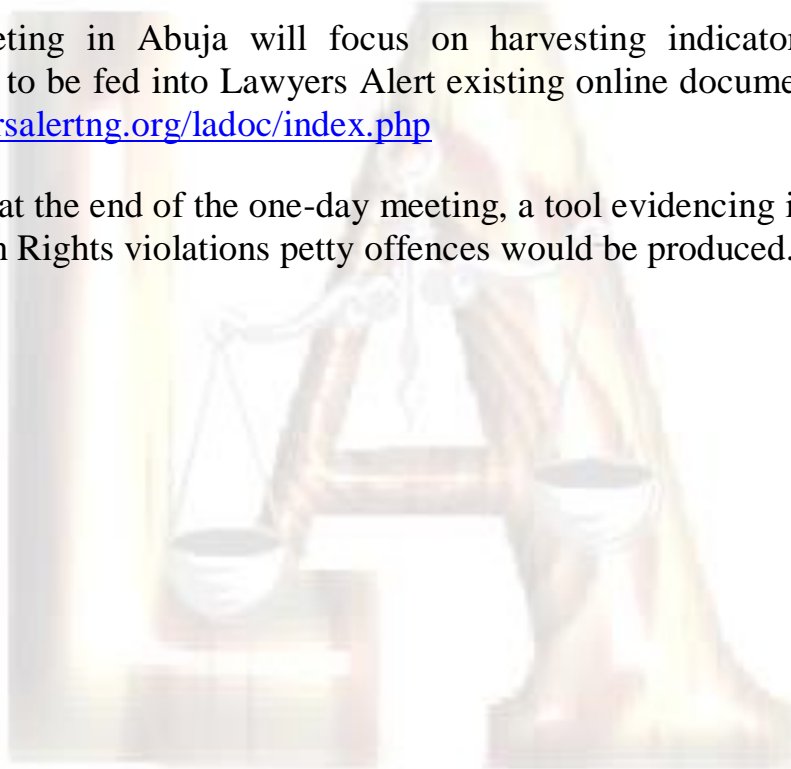 eting in Abuja will focus on harvesting indicator
to be fed into Lawyers Alert existing online docume
rsalertng.org/ladoc/index.php
at the end of the one-day meeting, a tool evidencing i
n Rights violations petty offences would be produced.
LA